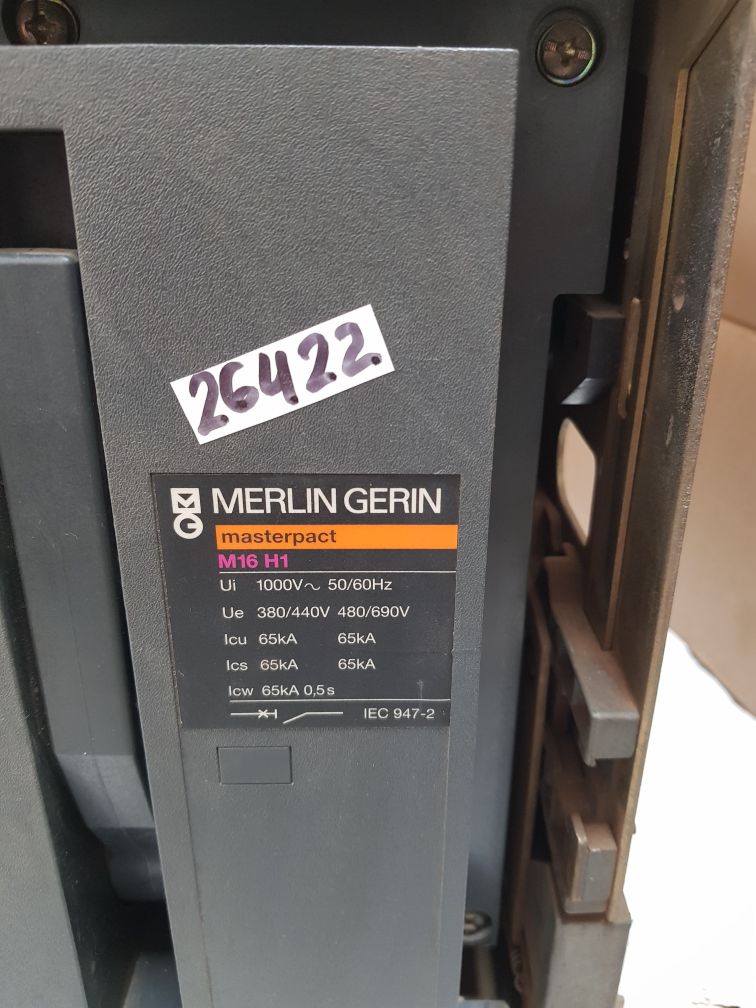 26422
MG MERLIN GERIN
masterpact
M16 H1
Ui 1000V~ 50/60Hz
Ue 380/440V 480/690V
Icu 65kA 65kA
Ics 65kA 65kA
Icw 65kA 0,5s
IEC 947-2